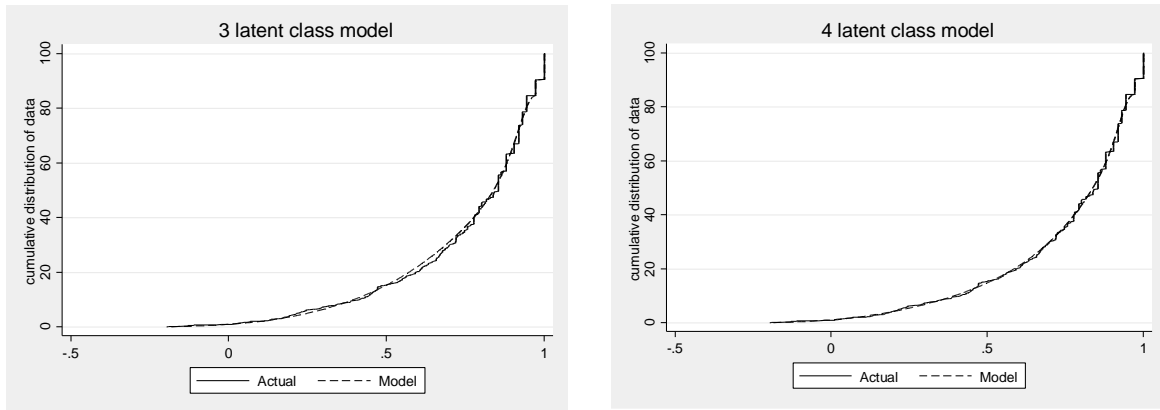 3 latent class model
cumulative distribution of data
100
80
60
40
20
0
-.5
0
.5
1
Actual
Model
4 latent class model
cumulative distribution of data
100
80
60
40
20
0
-.5
0
.5
1
Actual
Model